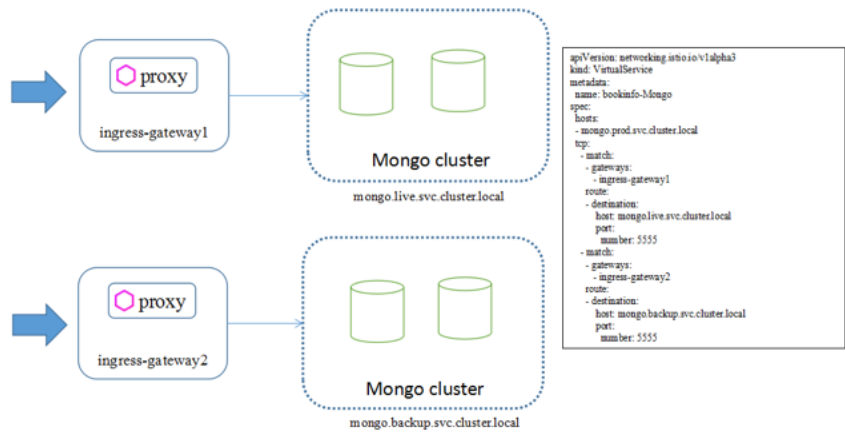 proxy
ingress-gateway1
Mongo cluster
mongo.live.svc.cluster.local
proxy
ingress-gateway2
Mongo cluster
mongo.backup.svc.cluster.local
apiVersion: networking.istio.io/v1alpha3
kind: VirtualService
metadata:
name: bookinfo-Mongo
spec:
hosts:
- mongo.prod.svc.cluster.local
tcp:
- match:
- gateways:
- ingress-gateway1
route:
- destination:
host: mongo.live.svc.cluster.local
port:
number: 5555
- match:
- gateways:
- ingress-gateway2
route:
- destination:
host: mongo.backup.svc.cluster.local
port:
number: 5555